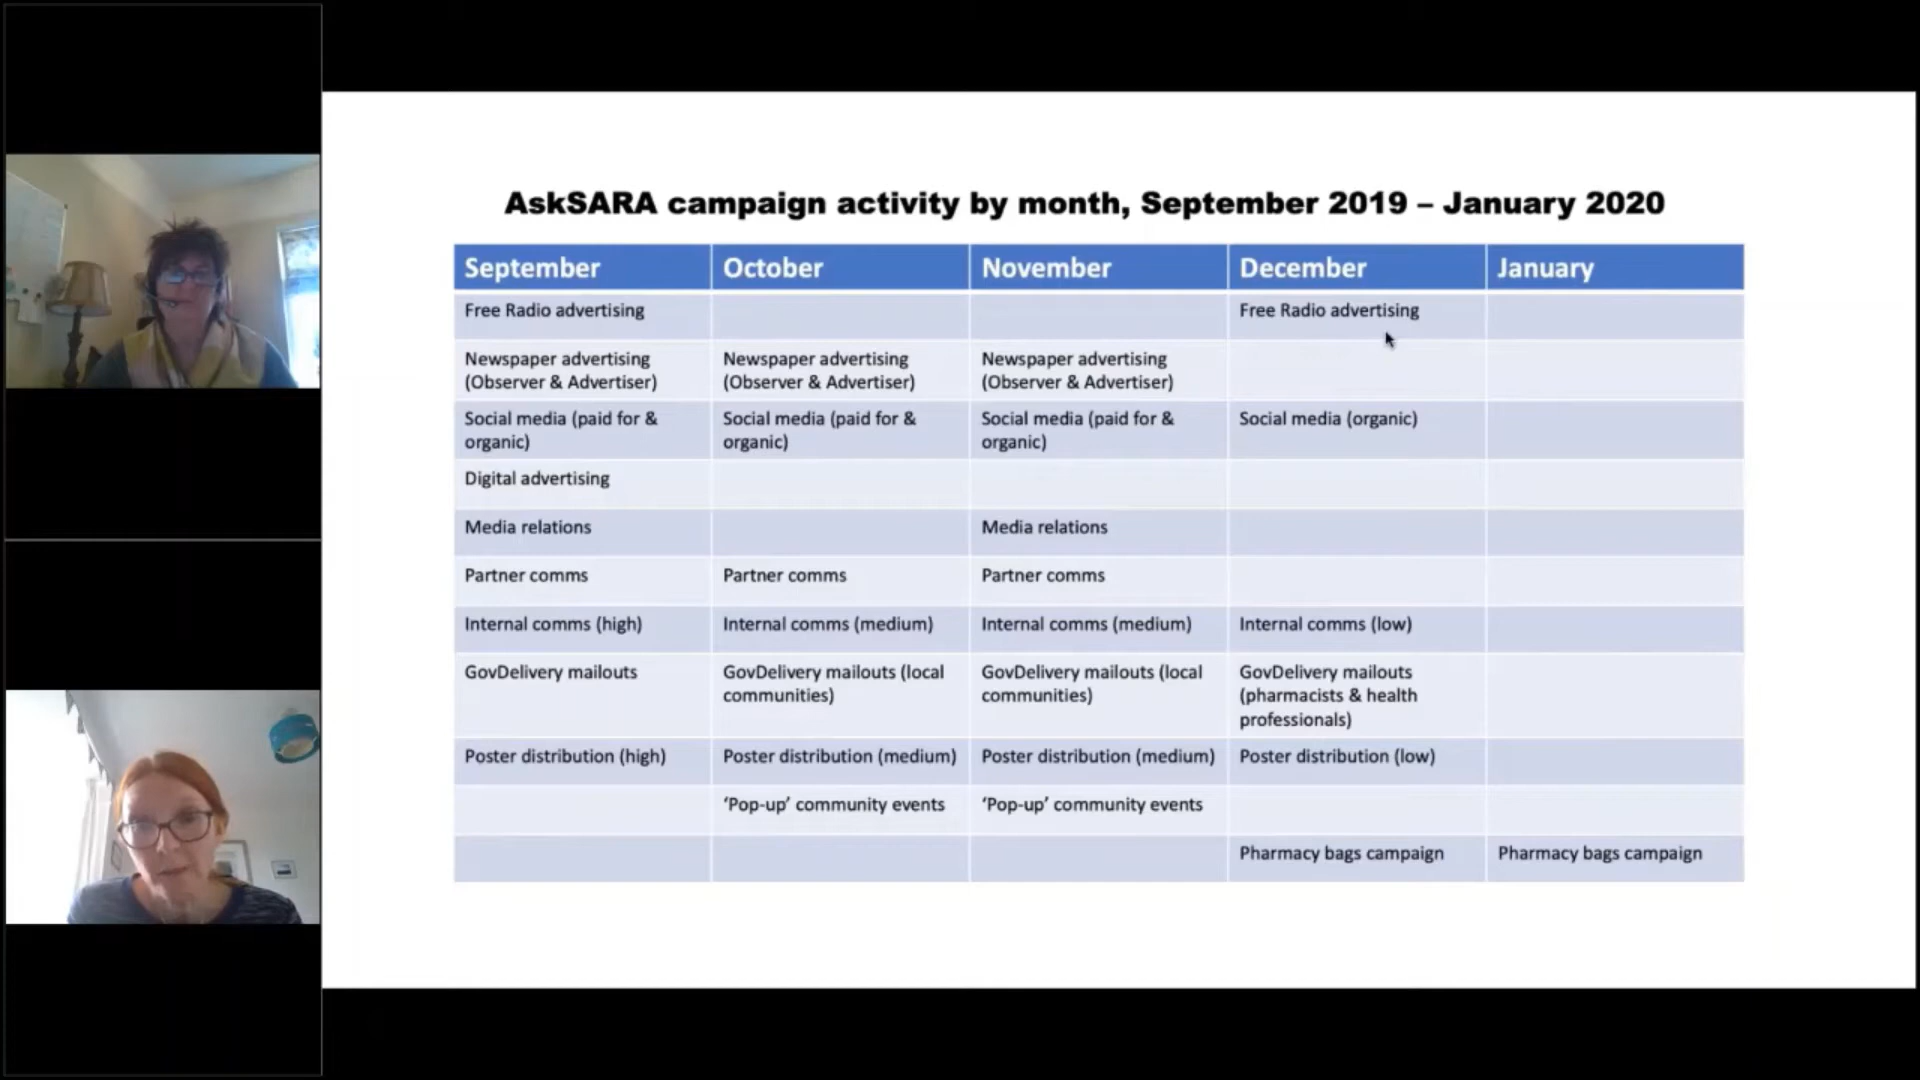 AskSARA campaign activity by month, September 2019 – January 2020
September October November December January
Free Radio advertising Free Radio advertising
Newspaper advertising (Observer & Advertiser) Newspaper advertising (Observer & Advertiser) Newspaper advertising (Observer & Advertiser)
Social media (paid for & organic) Social media (paid for & organic) Social media (paid for & organic) Social media (organic)
Digital advertising
Media relations Media relations
Partner comms Partner comms Partner comms
Internal comms (high) Internal comms (medium) Internal comms (medium) Internal comms (low)
GovDelivery mailouts GovDelivery mailouts (local communities) GovDelivery mailouts (local communities) GovDelivery mailouts (pharmacists & health professionals)
Poster distribution (high) Poster distribution (medium) Poster distribution (medium) Poster distribution (low)
‘Pop-up’ community events ‘Pop-up’ community events
Pharmacy bags campaign Pharmacy bags campaign